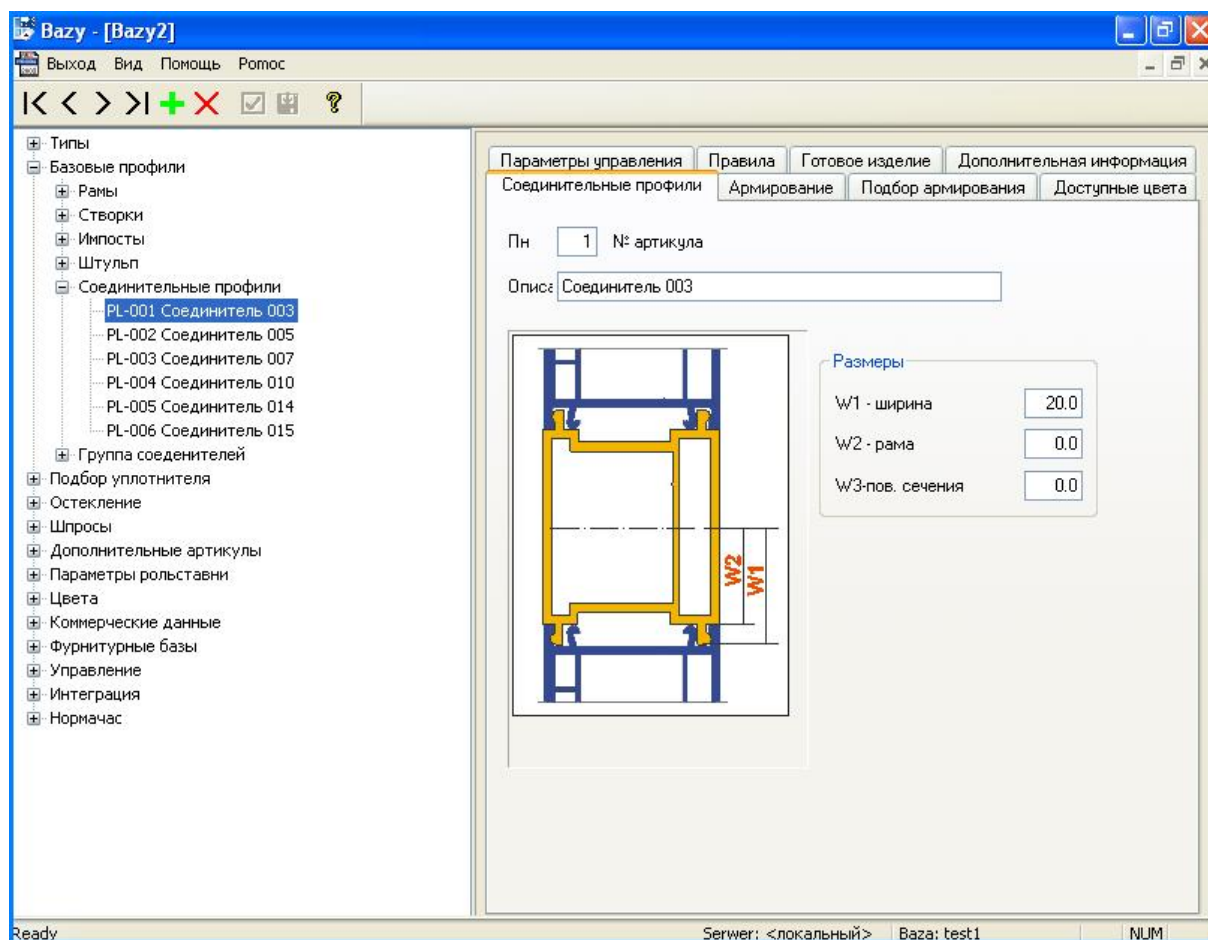 Bazy - [Bazy2]
Выход Вид Помощь Pomoc
Типы
Базовые профили
Рамы
Створки
Импосты
Штульп
Соединительные профили
PL-001 Соединитель 003
PL-002 Соединитель 005
PL-003 Соединитель 007
PL-004 Соединитель 010
PL-005 Соединитель 014
PL-006 Соединитель 015
Группа соеденителей
Подбор уплотнителя
Остекление
Шпросы
Дополнительные артикулы
Параметры рольставни
Цвета
Коммерческие данные
Фурнитурные базы
Управление
Интеграция
Нормачас
Параметры управления Правила Готовое изделие Дополнительная информация
Соединительные профили Армирование Подбор армирования Доступные цвета
Пн 1 № артикула
Описа Соединитель 003
W2
W1
Размеры
W1 - ширина 20.0
W2 - рама 0.0
W3-пов. сечения 0.0
Ready Serwer: <локальный> Baza: test1 NUM